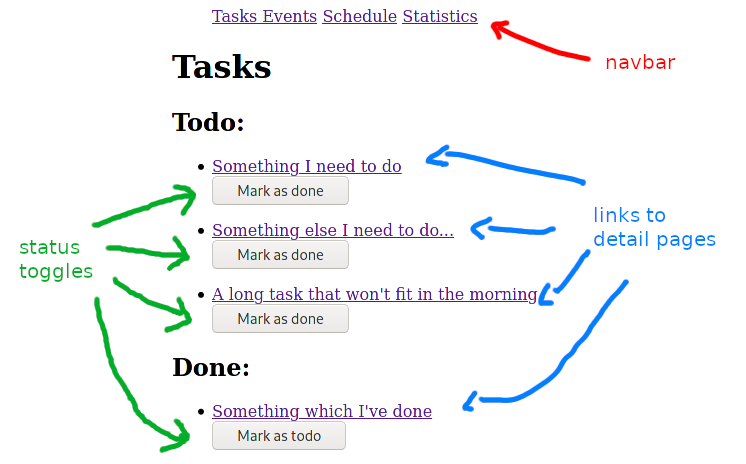 Tasks Events Schedule Statistics
navbar
Tasks
Todo:
Something I need to do
Mark as done
Something else I need to do...
Mark as done
A long task that won't fit in the morning
Mark as done
Done:
Something which I've done
Mark as todo
status
toggles
links to
detail pages